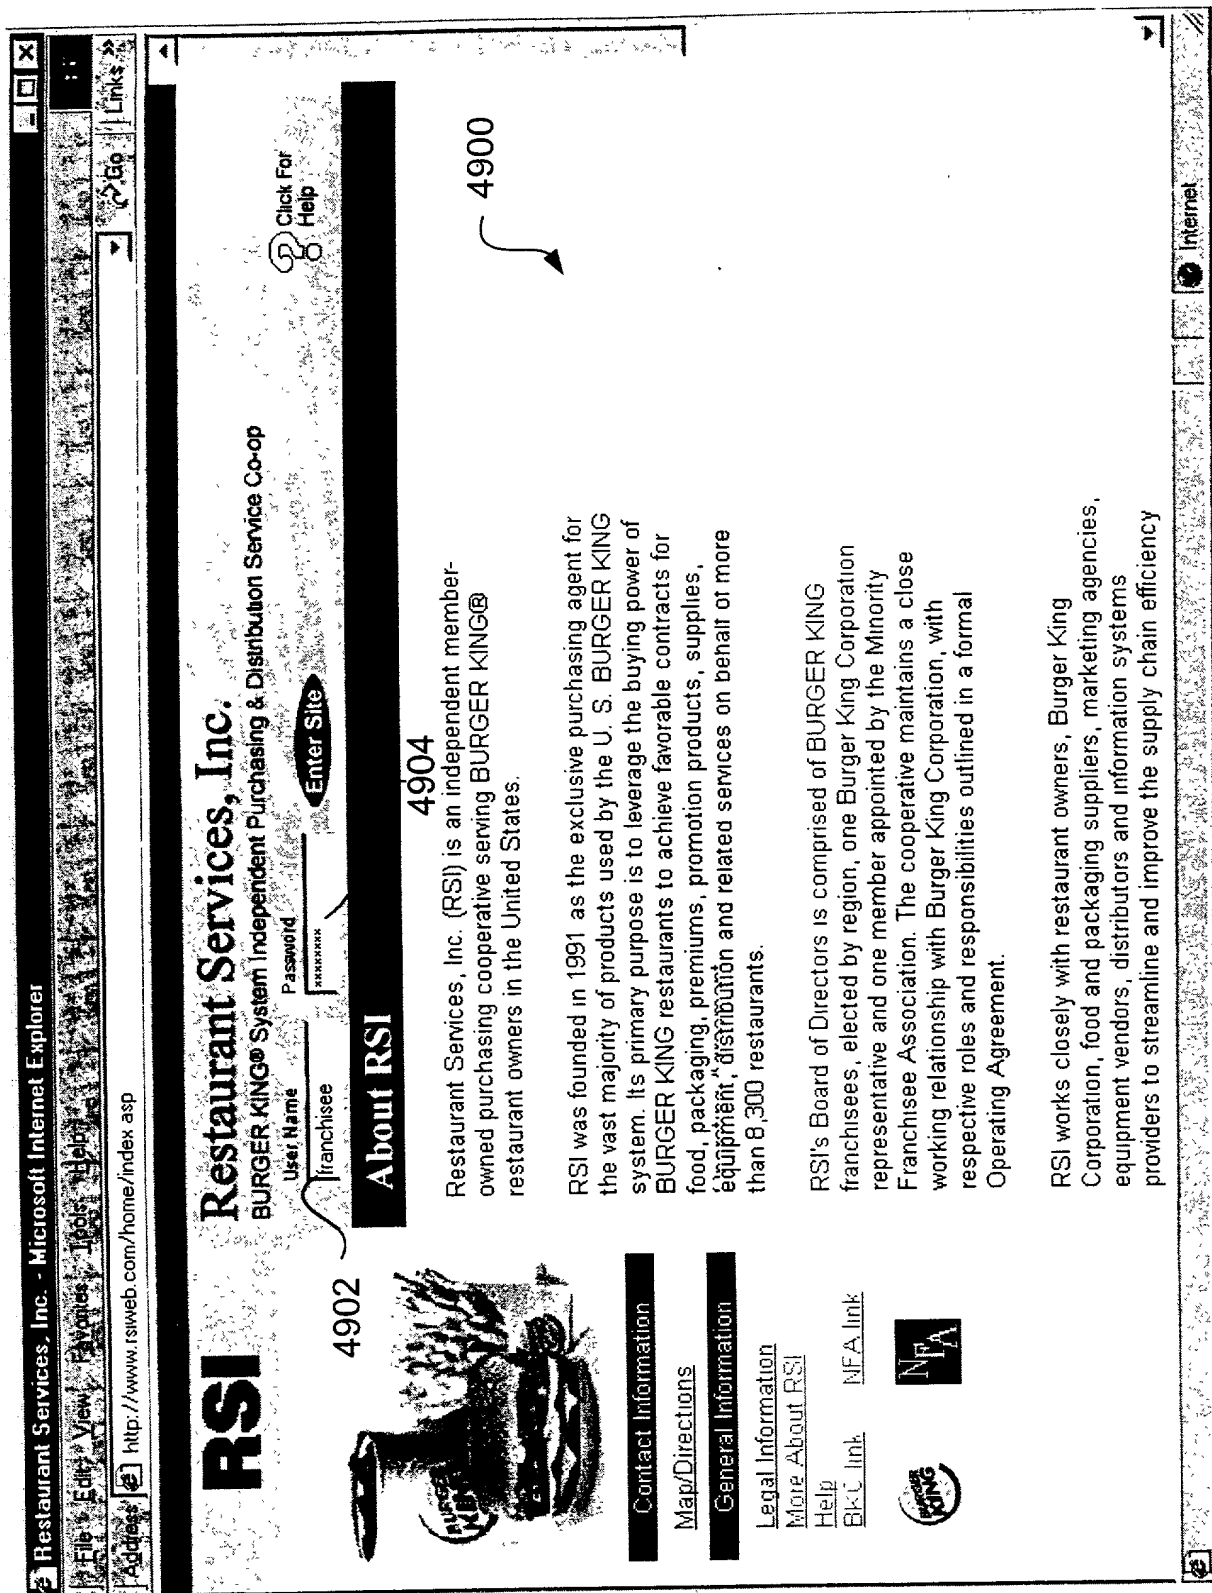 Restaurant Services, Inc. - Microsoft Internet Explorer
File Edit View Favorites Tools Help
Address http://www.rsiweb.com/home/index asp Go Links »
RSI
Restaurant Services, Inc.
BURGER KING® System Independent Purchasing & Distribution Service Co-op
User Name Password
franchisee xxxxxxxx Enter Site
Click For
Help
4902
4904
4900
About RSI
BURGER
KING
Contact Information
Map/Directions
General Information
Legal Information
More About RSI
Help
BKC link NFA link
BURGER
KING
NFA
Restaurant Services, Inc. (RSI) is an independent member-
owned purchasing cooperative serving BURGER KING®
restaurant owners in the United States.
RSI was founded in 1991 as the exclusive purchasing agent for
the vast majority of products used by the U. S. BURGER KING
system. Its primary purpose is to leverage the buying power of
BURGER KING restaurants to achieve favorable contracts for
food, packaging, premiums, promotion products, supplies,
equipment, distribution and related services on behalf of more
than 8,300 restaurants.
RSI's Board of Directors is comprised of BURGER KING
franchisees, elected by region, one Burger King Corporation
representative and one member appointed by the Minority
Franchisee Association. The cooperative maintains a close
working relationship with Burger King Corporation, with
respective roles and responsibilities outlined in a formal
Operating Agreement.
RSI works closely with restaurant owners, Burger King
Corporation, food and packaging suppliers, marketing agencies,
equipment vendors, distributors and information systems
providers to streamline and improve the supply chain efficiency
Internet